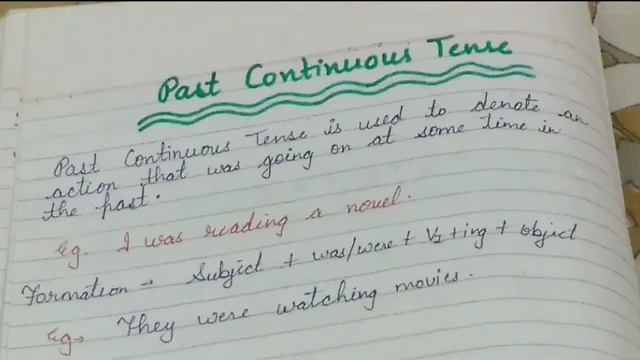 Past Continuous Tense
Past Continuous Tense is used to denote an
action that was going on at some time in
the past.
Eg. I was reading a novel.
Formation → Subject + was/were + V₁ + ing + object
Eg → They were watching movies.